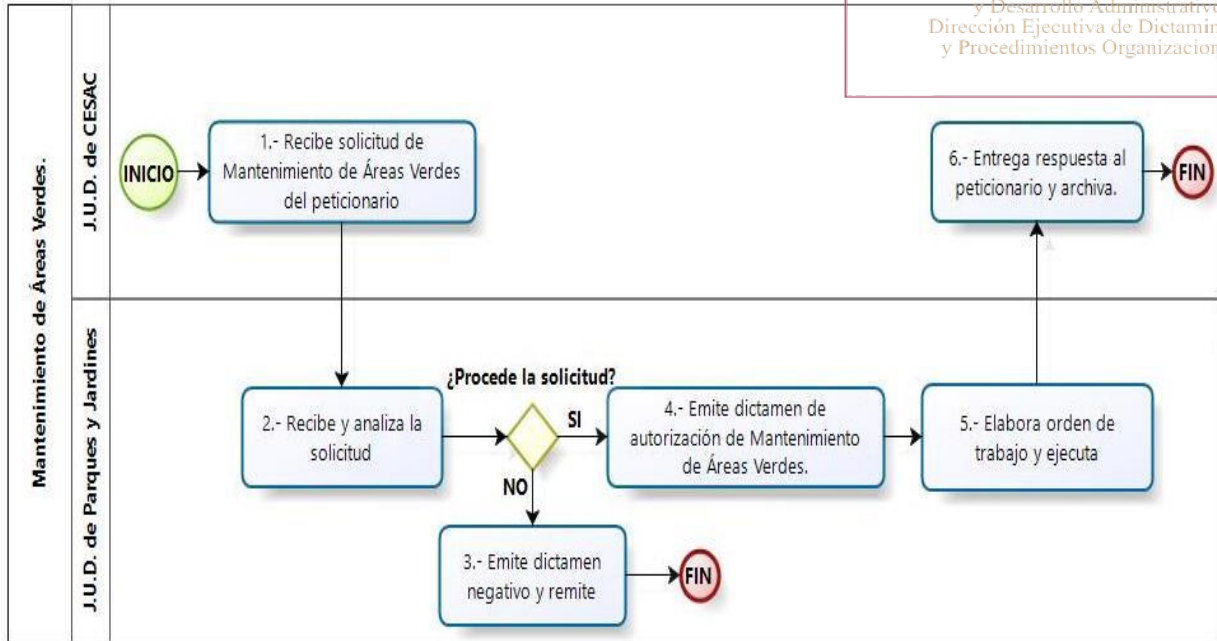 y Desarrollo Administrativo
Dirección Ejecutiva de Dictamin
y Procedimientos Organizacion
Mantenimiento de Áreas Verdes.
J.U.D. de CESAC
INICIO
1.- Recibe solicitud de
Mantenimiento de Áreas Verdes
del peticionario
6.- Entrega respuesta al
peticionario y archiva.
FIN
J.U.D. de Parques y Jardines
2.- Recibe y analiza la
solicitud
¿Procede la solicitud?
SI
NO
4.- Emite dictamen de
autorización de Mantenimiento
de Áreas Verdes.
5.- Elabora orden de
trabajo y ejecuta
3.- Emite dictamen
negativo y remite
FIN